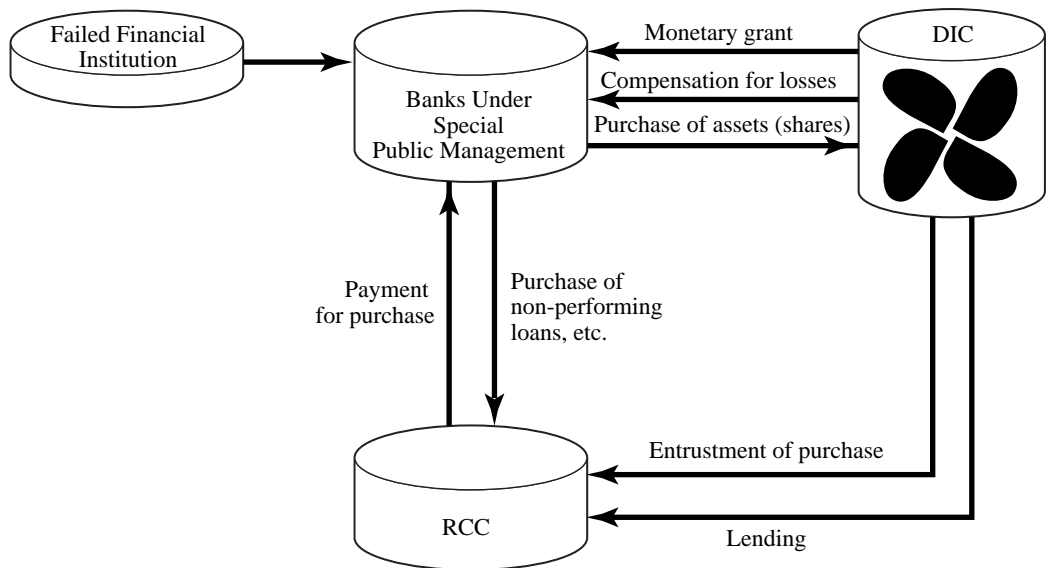 Failed Financial
Institution
Banks Under
Special
Public Management
Monetary grant
Compensation for losses
Purchase of assets (shares)
DIC
Payment
for purchase
Purchase of
non-performing
loans, etc.
Entrustment of purchase
RCC
Lending